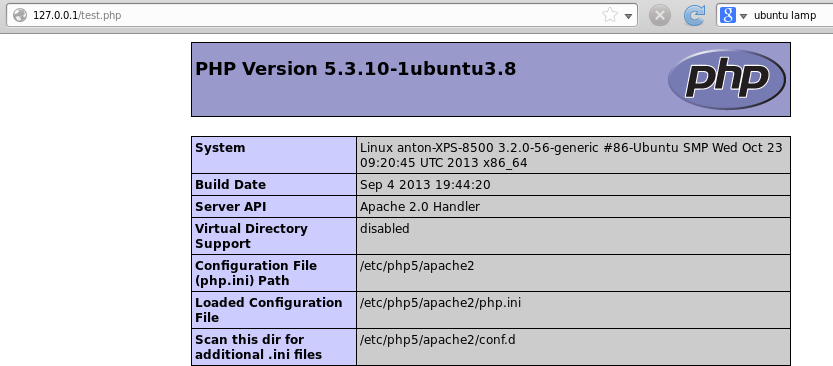 127.0.0.1/test.php
ubuntu lamp
PHP Version 5.3.10-1ubuntu3.8
php
System
Linux anton-XPS-8500 3.2.0-56-generic #86-Ubuntu SMP Wed Oct 23
09:20:45 UTC 2013 x86_64
Build Date
Sep 4 2013 19:44:20
Server API
Apache 2.0 Handler
Virtual Directory
Support
disabled
Configuration File
(php.ini) Path
/etc/php5/apache2
Loaded Configuration
File
/etc/php5/apache2/php.ini
Scan this dir for
additional .ini files
/etc/php5/apache2/conf.d